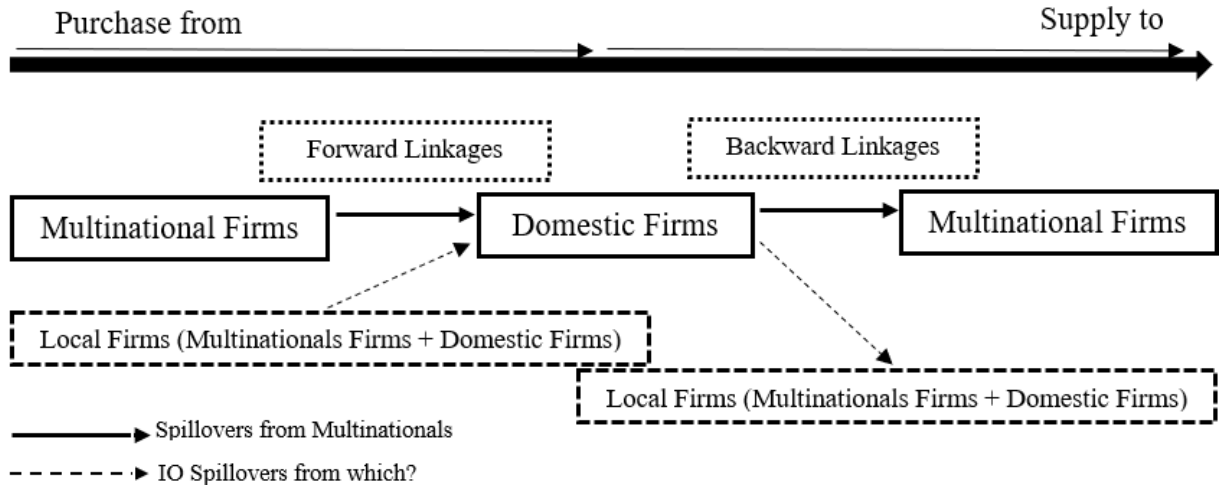 Purchase from
Supply to
Forward Linkages
Backward Linkages
Multinational Firms
Domestic Firms
Multinational Firms
Local Firms (Multinationals Firms + Domestic Firms)
Local Firms (Multinationals Firms + Domestic Firms)
Spillovers from Multinationals
IO Spillovers from which?